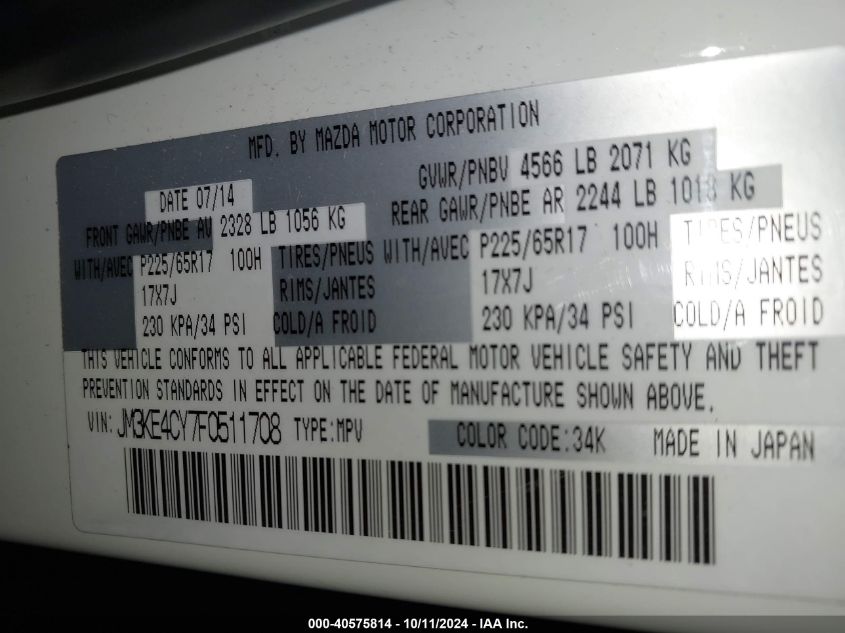 MFD. BY MAZDA MOTOR CORPORATION
DATE 07/14 GVWR/PNBV 4566 LB 2071 KG
FRONT GAWR/PNBE AV 2328 LB 1056 KG REAR GAWR/PNBE AR 2244 LB 1018 KG
WITH/AVEC P225/65R17 100H TIRES/PNEUS WITH/AVEC P225/65R17 100H TIRES/PNEUS
17X7J RIMS/JANTES 17X7J RIMS/JANTES
230 KPA/34 PSI COLD/A FROID 230 KPA/34 PSI COLD/A FROID
THIS VEHICLE CONFORMS TO ALL APPLICABLE FEDERAL MOTOR VEHICLE SAFETY AND THEFT
PREVENTION STANDARDS IN EFFECT ON THE DATE OF MANUFACTURE SHOWN ABOVE.
VIN: JM3KE4CY7F0511708 TYPE:MPV COLOR CODE:34K MADE IN JAPAN
000-40575814 - 10/11/2024 - IAA Inc.